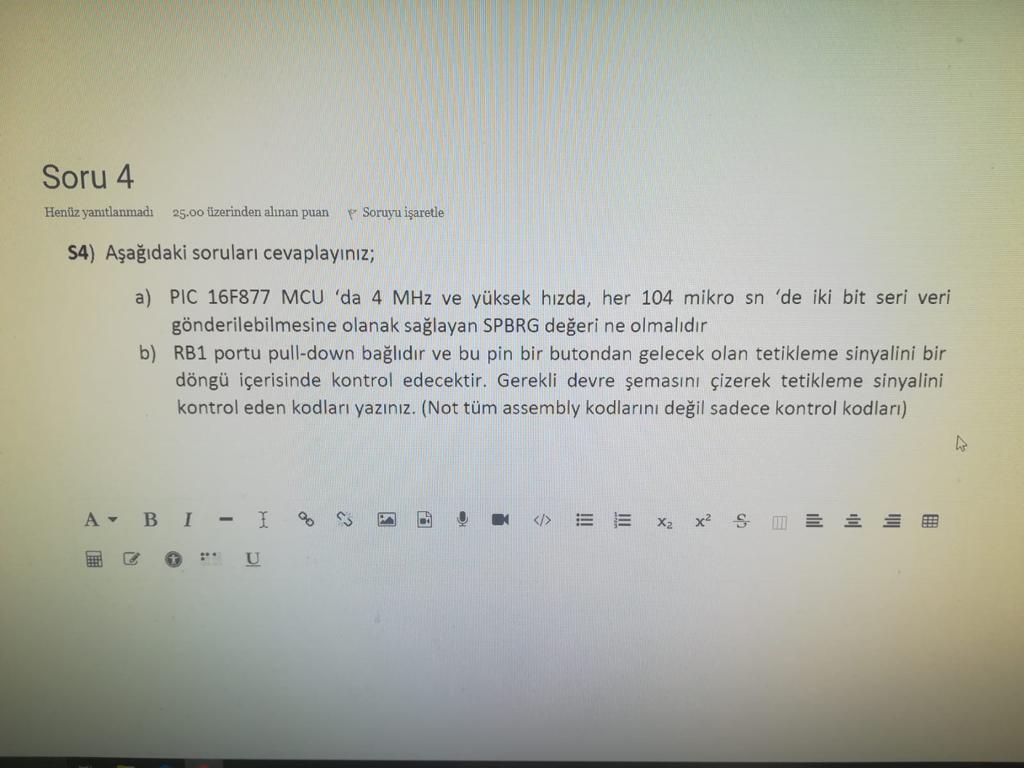 Soru 4
Henüz yanıtlanmadı 25.00 üzerinden alınan puan Soruyu işaretle
S4) Aşağıdaki soruları cevaplayınız;
a) PIC 16F877 MCU ‘da 4 MHz ve yüksek hızda, her 104 mikro sn ‘de iki bit seri veri
gönderilebilmesine olanak sağlayan SPBRG değeri ne olmalıdır
b) RB1 portu pull-down bağlıdır ve bu pin bir butondan gelecek olan tetikleme sinyalini bir
döngü içerisinde kontrol edecektir. Gerekli devre şemasını çizerek tetikleme sinyalini
kontrol eden kodları yazınız. (Not tüm assembly kodlarını değil sadece kontrol kodları)
A B I </> x₂ x² S U